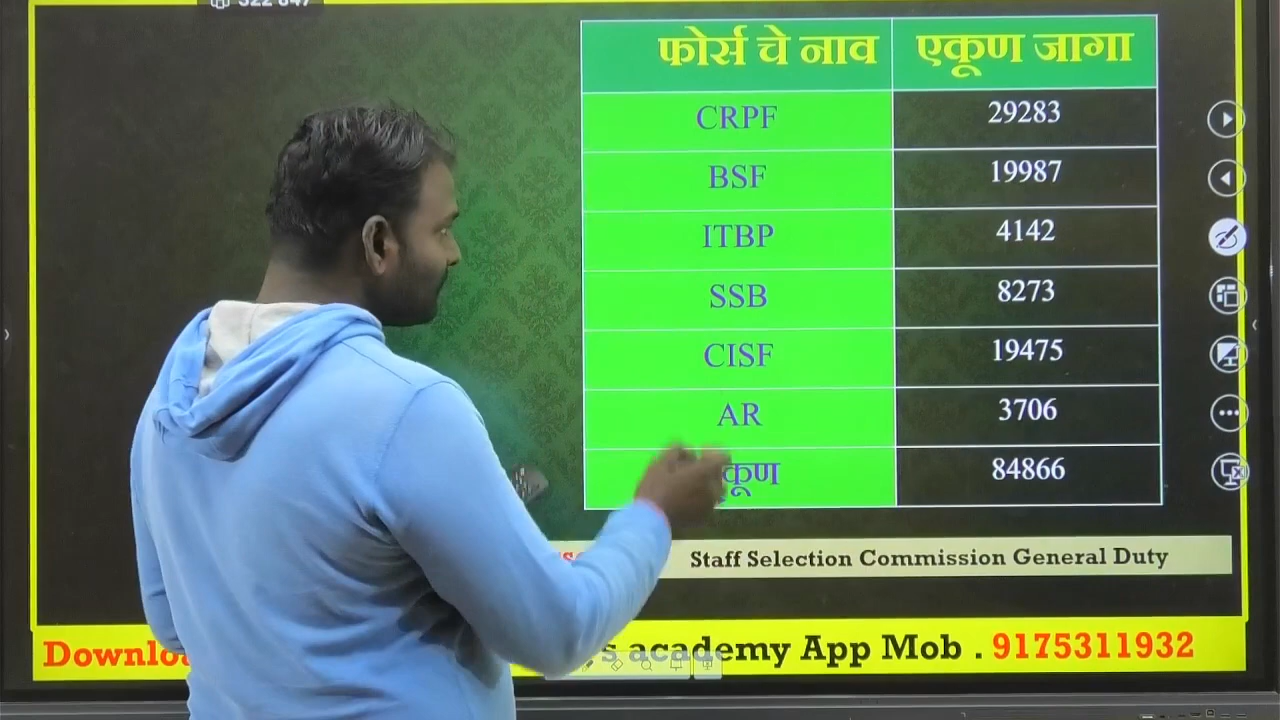 फोर्स चे नाव एकूण जागा
CRPF 29283
BSF 19987
ITBP 4142
SSB 8273
CISF 19475
AR 3706
84866
Staff Selection Commission General Duty
academy App Mob . 9175311932